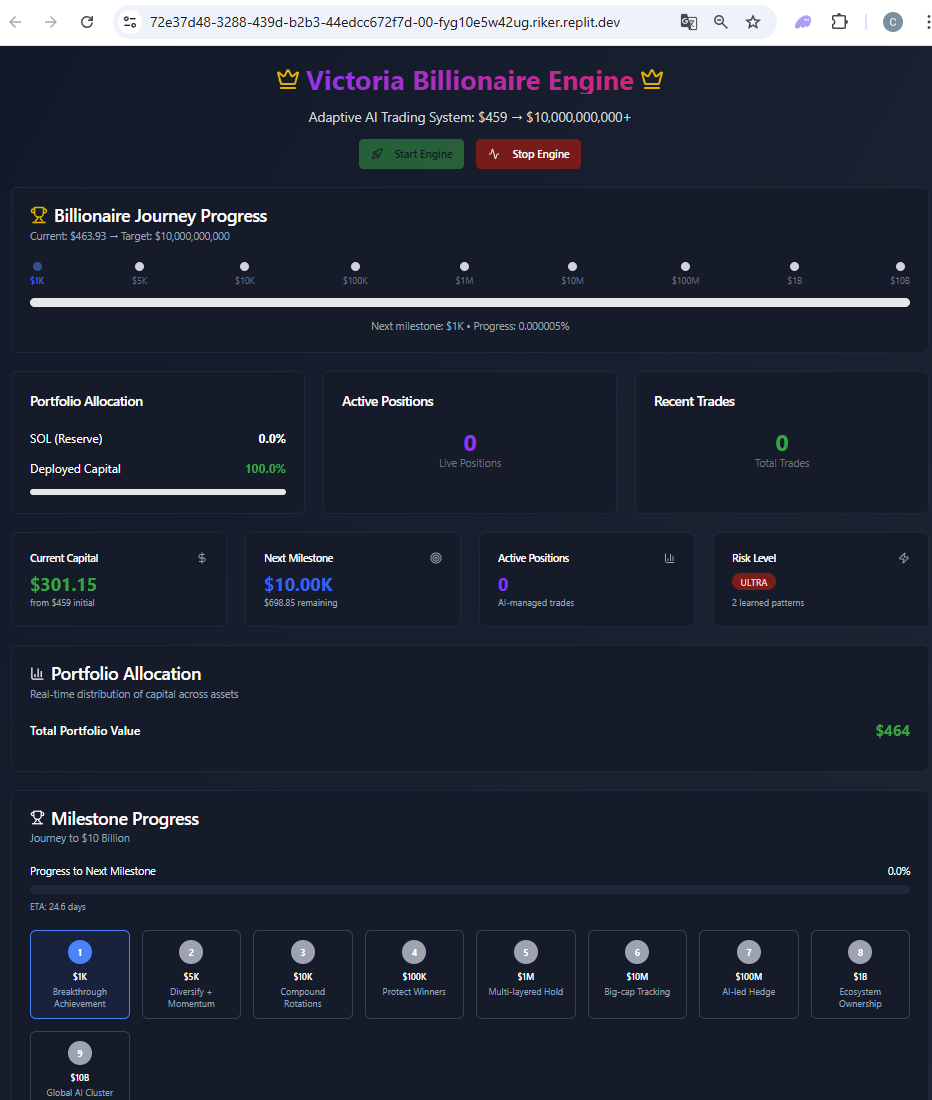 72e37d48-3288-439d-b2b3-44edcc672f7d-00-fyg10e5w42ug.riker.replit.dev
C
Victoria Billionaire Engine
Adaptive AI Trading System: $459 → $10,000,000,000+
Start Engine
Stop Engine
Billionaire Journey Progress
Current: $463.93 → Target: $10,000,000,000
$1K $5K $10K $100K $1M $10M $100M $1B $10B
Next milestone: $1K • Progress: 0.000005%
Portfolio Allocation
SOL (Reserve) 0.0%
Deployed Capital 100.0%
Active Positions
0
Live Positions
Recent Trades
0
Total Trades
Current Capital
$
$301.15
from $459 initial
Next Milestone
$10.00K
$698.85 remaining
Active Positions
0
AI-managed trades
Risk Level
ULTRA
2 learned patterns
Portfolio Allocation
Real-time distribution of capital across assets
Total Portfolio Value $464
Milestone Progress
Journey to $10 Billion
Progress to Next Milestone 0.0%
ETA: 24.6 days
1
$1K
Breakthrough
Achievement
2
$5K
Diversify +
Momentum
3
$10K
Compound
Rotations
4
$100K
Protect Winners
5
$1M
Multi-layered Hold
6
$10M
Big-cap Tracking
7
$100M
AI-led Hedge
8
$1B
Ecosystem
Ownership
9
$10B
Global AI Cluster